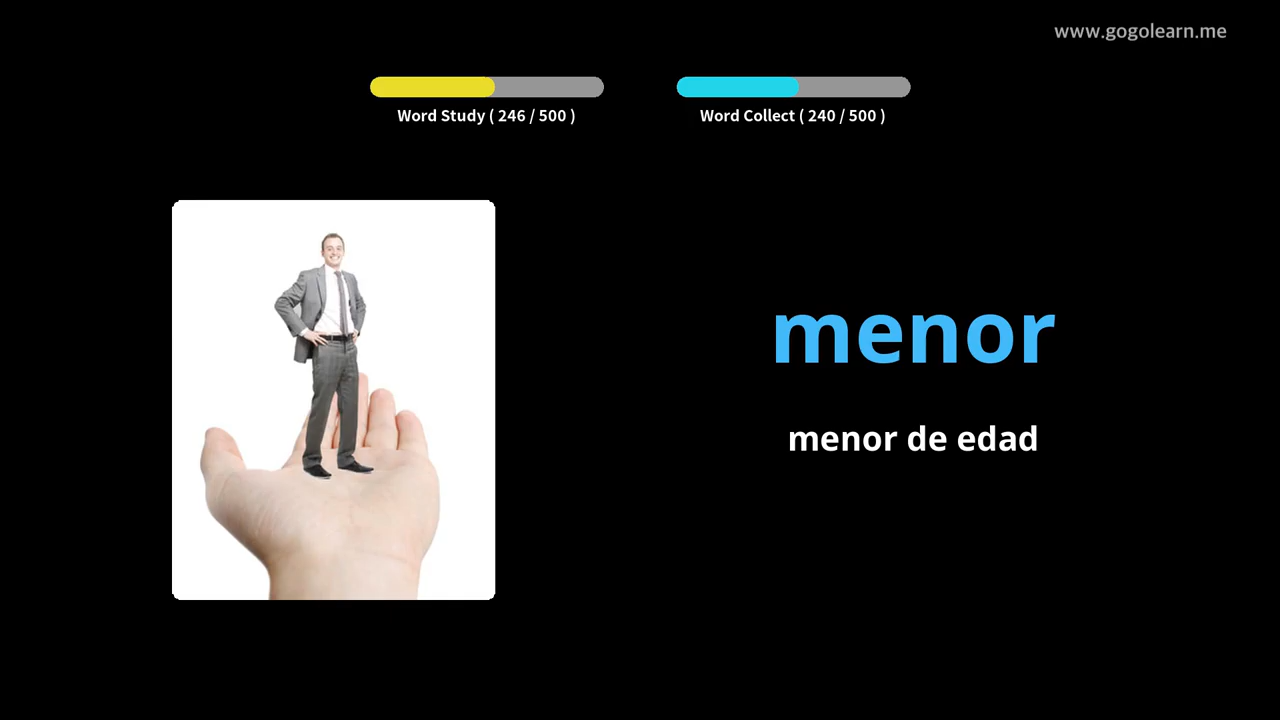 www.gogolearn.me
Word Study ( 246 / 500 )
Word Collect ( 240 / 500 )
menor
menor de edad